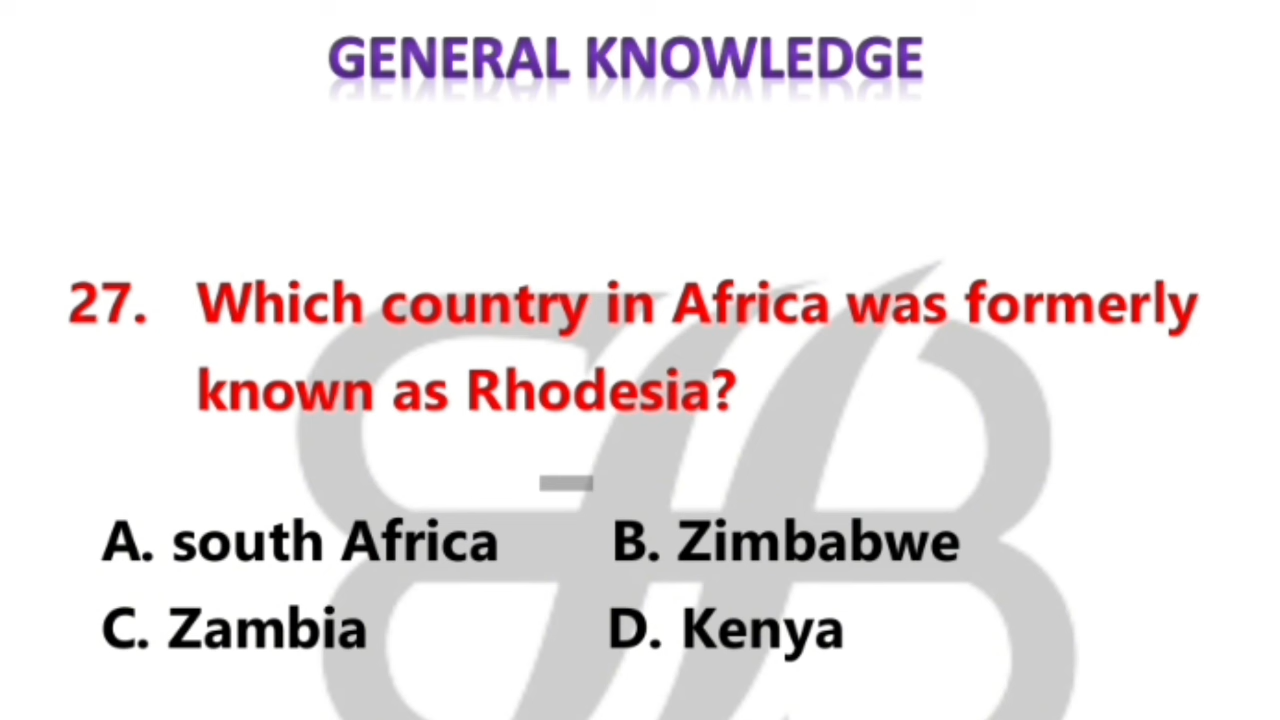 GENERAL KNOWLEDGE
27. Which country in Africa was formerly
known as Rhodesia?
A. south Africa B. Zimbabwe
C. Zambia D. Kenya